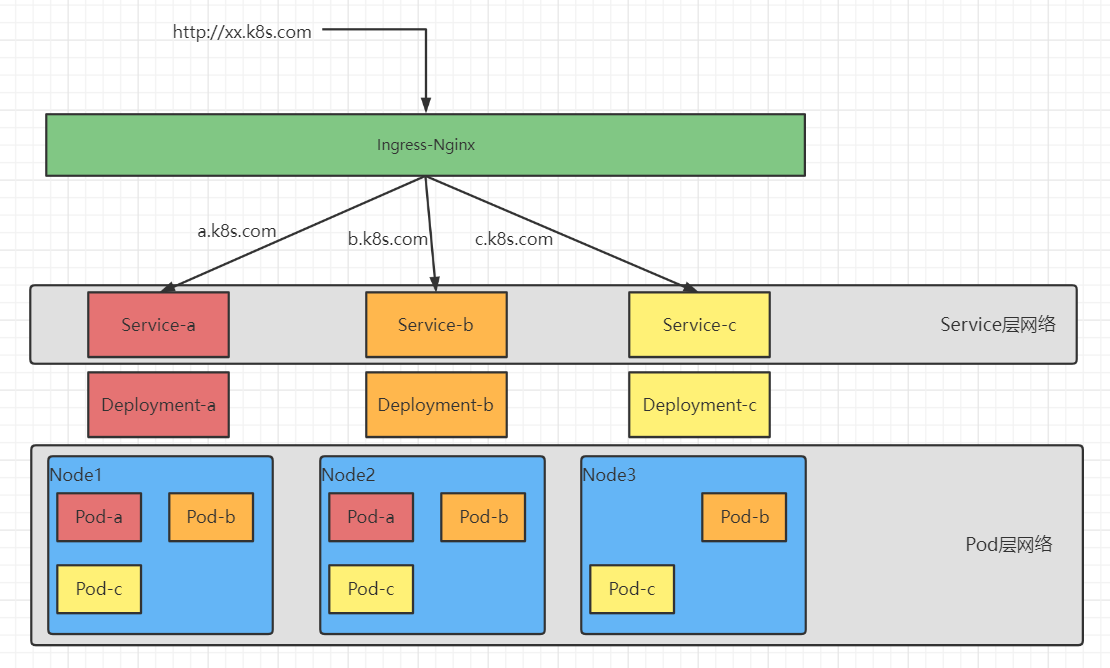 http://xx.k8s.com
Ingress-Nginx
a.k8s.com
b.k8s.com
c.k8s.com
Service-a
Service-b
Service-c
Service层网络
Deployment-a
Deployment-b
Deployment-c
Node1
Node2
Node3
Pod-a
Pod-b
Pod-a
Pod-b
Pod-b
Pod层网络
Pod-c
Pod-c
Pod-c